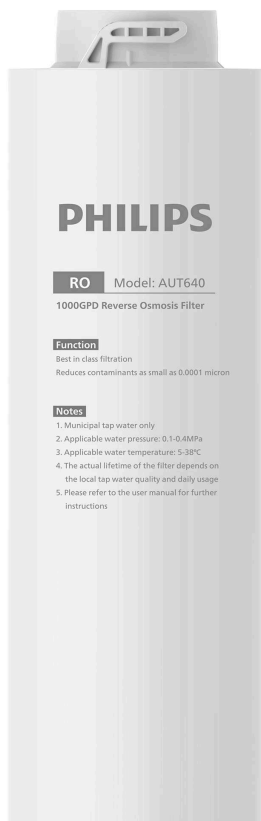 PHILIPS
RO Model: AUT640
1000GPD Reverse Osmosis Filter
Function
Best in class filtration
Reduces contaminants as small as 0.0001 micron
Notes
1. Municipal tap water only
2. Applicable water pressure: 0.1-0.4MPa
3. Applicable water temperature: 5-38℃
4. The actual lifetime of the filter depends on
the local tap water quality and daily usage
5. Please refer to the user manual for further
instructions